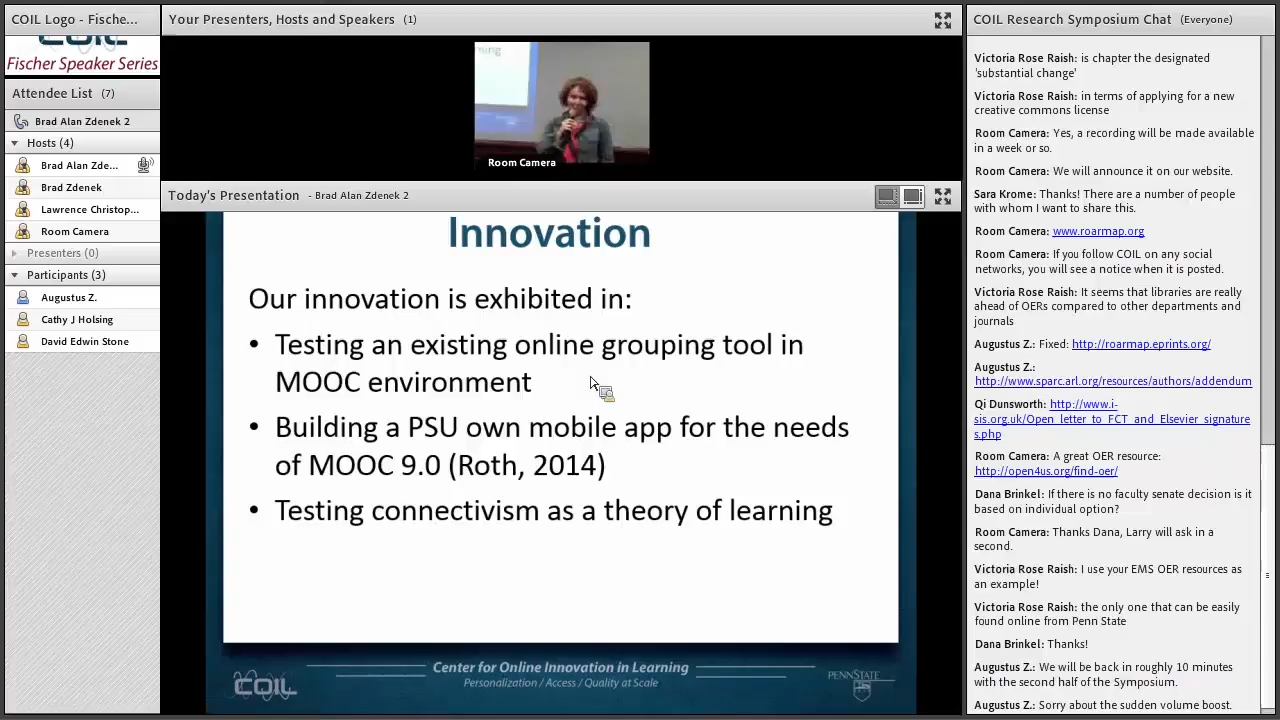 COIL Logo - Fische...
COIL
Fischer Speaker Series
Attendee List (7)
Brad Alan Zdenek 2
Hosts (4)
Brad Alan Zde...
Brad Zdenek
Lawrence Christop...
Room Camera
Presenters (0)
Participants (3)
Augustus Z.
Cathy J Holsing
David Edwin Stone
Your Presenters, Hosts and Speakers (1)
Room Camera
Today's Presentation - Brad Alan Zdenek 2
Innovation
Our innovation is exhibited in:
• Testing an existing online grouping tool in
MOOC environment
• Building a PSU own mobile app for the needs
of MOOC 9.0 (Roth, 2014)
• Testing connectivism as a theory of learning
COIL
Center for Online Innovation in Learning
Personalization / Access / Quality at Scale
PENNSTATE
COIL Research Symposium Chat (Everyone)
Victoria Rose Raish: is chapter the designated
'substantial change'
Victoria Rose Raish: in terms of applying for a new
creative commons license
Room Camera: Yes, a recording will be made available
in a week or so.
Room Camera: We will announce it on our website.
Sara Krome: Thanks! There are a number of people
with whom I want to share this.
Room Camera: www.roarmap.org
Room Camera: If you follow COIL on any social
networks, you will see a notice when it is posted.
Victoria Rose Raish: It seems that libraries are really
ahead of OERs compared to other departments and
journals
Augustus Z.: Fixed: http://roarmap.eprints.org/
Augustus Z.:
http://www.sparc.arl.org/resources/authors/addendum
Qi Dunsworth: http://www.i-
sis.org.uk/Open_letter_to_FCT_and_Elsevier_signature
s.php
Room Camera: A great OER resource:
http://open4us.org/find-oer/
Dana Brinkel: If there is no faculty senate decision is it
based on individual option?
Room Camera: Thanks Dana, Larry will ask in a
second.
Victoria Rose Raish: I use your EMS OER resources as
an example!
Victoria Rose Raish: the only one that can be easily
found online from Penn State
Dana Brinkel: Thanks!
Augustus Z.: We will be back in roughly 10 minutes
with the second half of the Symposium.
Augustus Z.: Sorry about the sudden volume boost.